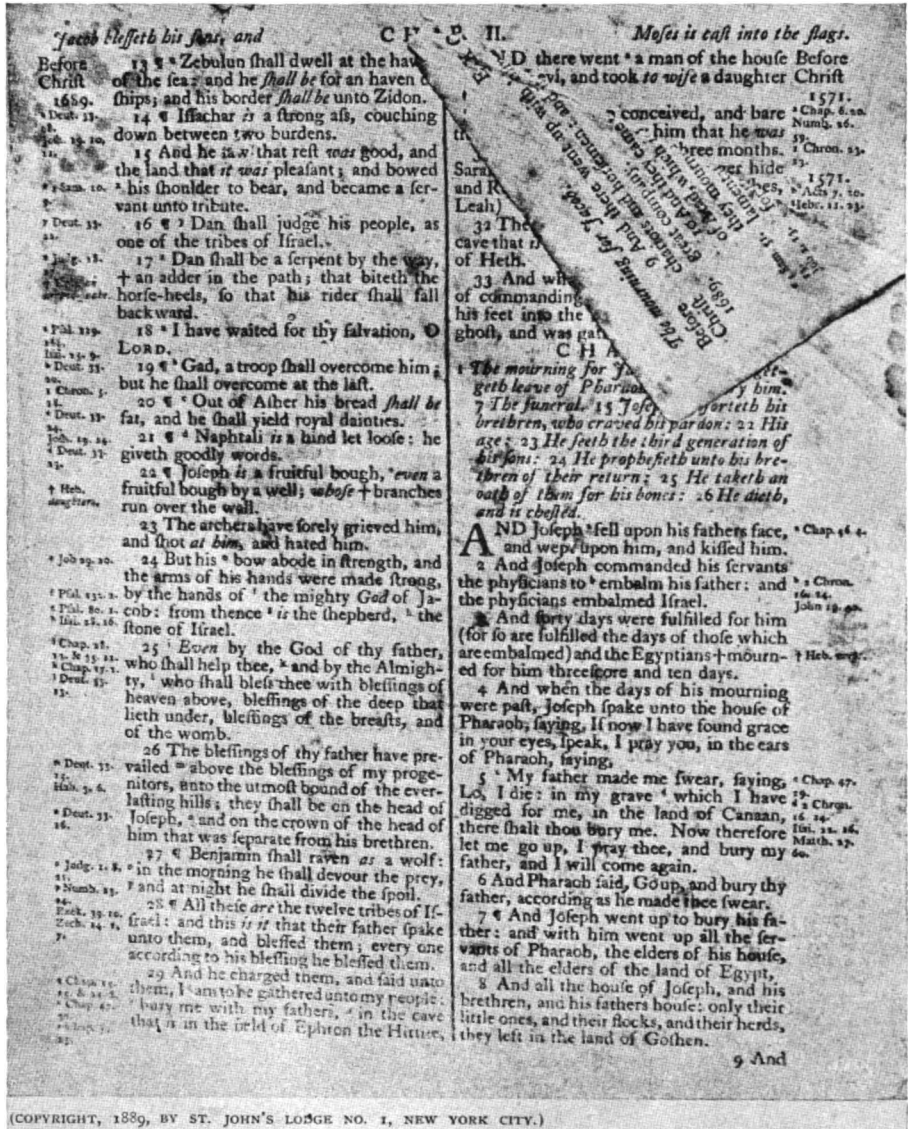 Jacob blesseth his sons, and
CHAP. II.
Moses is cast into the flags.
Before
Christ
1689.
13 ¶ Zebulun ſhall dwell at the
of the ſea: and he ſhall be for an haven
ſhips; and his border ſhall be unto Zidon.
14 ¶ Iſſachar is a ſtrong aſs, couching
down between two burdens.
15 And he ſaw that reſt was good, and
the land that it was pleaſant; and bowed
his ſhoulder to bear, and became a ſer-
vant unto tribute.
16 ¶ Dan ſhall judge his people, as
one of the tribes of Iſrael.
17 Dan ſhall be a ſerpent by the way,
† an adder in the path; that biteth the
horſe-heels, ſo that his rider ſhall fall
backward.
18 I have waited for thy ſalvation, O
LORD.
19 ¶ Gad, a troop ſhall overcome him;
but he ſhall overcome at the laſt.
20 ¶ Out of Aſher his bread ſhall be
fat, and he ſhall yield royal dainties.
21 ¶ Naphtali is a hind let looſe: he
giveth goodly words.
22 ¶ Joſeph is a fruitful bough, even a
fruitful bough by a well; whoſe † branches
run over the wall.
23 The archers have ſorely grieved him,
and ſhot at him, and hated him.
24 But his bow abode in ſtrength, and
the arms of his hands were made ſtrong,
by the hands of the mighty God of Ja-
cob: from thence is the ſhepherd, the
ſtone of Iſrael.
25 Even by the God of thy father,
who ſhall help thee, and by the Almigh-
ty, who ſhall bleſs thee with bleſſings of
heaven above, bleſſings of the deep that
lieth under, bleſſings of the breaſts, and
of the womb.
26 The bleſſings of thy father have pre-
vailed above the bleſſings of my proge-
nitors, unto the utmoſt bound of the ever-
laſting hills; they ſhall be on the head of
Joſeph, and on the crown of the head of
him that was ſeparate from his brethren.
27 ¶ Benjamin ſhall raven as a wolf:
in the morning he ſhall devour the prey,
and at night he ſhall divide the ſpoil.
28 ¶ All theſe are the twelve tribes of Iſ-
rael: and this is it that their father ſpake
unto them, and bleſſed them; every one
according to his bleſſing he bleſſed them.
29 And he charged them, and ſaid unto
them, I am to be gathered unto my people:
bury me with my fathers, in the cave
that is in the field of Ephron the Hittite,
there went a man of the houſe
and took to wiſe a daughter
Before
Christ
1571.
conceived, and bare
him that he was
three months.
hide
1571.
The mourning for Jacob.
Before
Chriſt
1689.
9 And there went up with
chariots and horſemen: and
great company.
and R
Leah)
32 The
cave that
of Heth.
33 And
of commanding
his feet into the
ghoſt, and was
CHA
1 The mourning for
geth leave of Pharaoh him.
7 The funeral. 15 Joſeph his
brethren, who craved his pardon: 22 His
age: 23 He ſeeth the third generation of
his ſons: 24 He propheſieth unto his bre-
thren of their return; 25 He taketh an
oath of them for his bones: 26 He dieth,
and is cheſted.
AND Joſeph fell upon his fathers face,
and wept upon him, and kiſſed him.
2 And Joſeph commanded his ſervants
the phyſicians to embalm his father: and
the phyſicians embalmed Iſrael.
3 And forty days were fulfilled for him
(for ſo are fulfilled the days of thoſe which
are embalmed) and the Egyptians † mourn-
ed for him threeſcore and ten days.
4 And when the days of his mourning
were paſt, Joſeph ſpake unto the houſe of
Pharaoh, ſaying, If now I have found grace
in your eyes, ſpeak, I pray you, in the ears
of Pharaoh, ſaying,
5 My father made me ſwear, ſaying,
Lo, I die: in my grave which I have
digged for me, in the land of Canaan,
there ſhalt thou bury me. Now therefore
let me go up, I pray thee, and bury my
father, and I will come again.
6 And Pharaoh ſaid, Go up, and bury thy
father, according as he made thee ſwear.
7 ¶ And Joſeph went up to bury his fa-
ther: and with him went up all the ſer-
vants of Pharaoh, the elders of his houſe,
and all the elders of the land of Egypt,
8 And all the houſe of Joſeph, and his
brethren, and his fathers houſe: only their
little ones, and their flocks, and their herds,
they left in the land of Goſhen.
9 And
(COPYRIGHT, 1889, BY ST. JOHN'S LODGE NO. 1, NEW YORK CITY.)